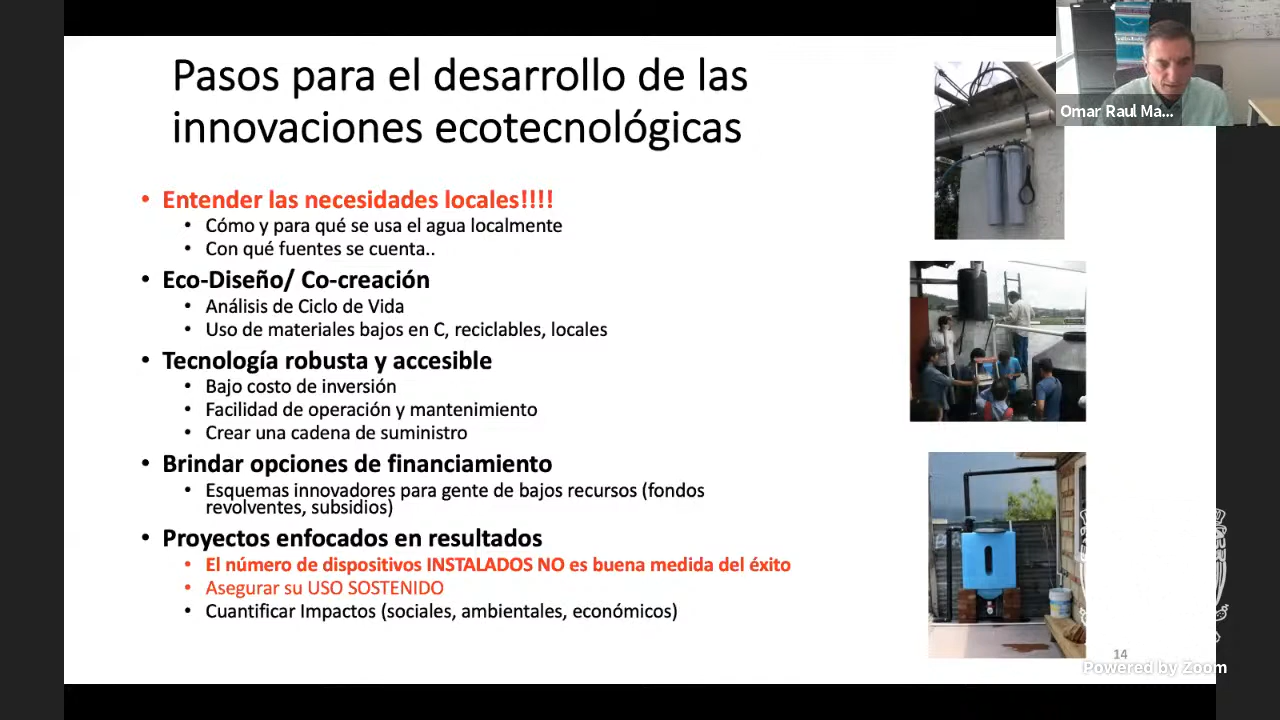 Pasos para el desarrollo de las
innovaciones ecotecnológicas
• Entender las necesidades locales!!!!
• Cómo y para qué se usa el agua localmente
• Con qué fuentes se cuenta..
• Eco-Diseño/ Co-creación
• Análisis de Ciclo de Vida
• Uso de materiales bajos en C, reciclables, locales
• Tecnología robusta y accesible
• Bajo costo de inversión
• Facilidad de operación y mantenimiento
• Crear una cadena de suministro
• Brindar opciones de financiamiento
• Esquemas innovadores para gente de bajos recursos (fondos
revolventes, subsidios)
• Proyectos enfocados en resultados
• El número de dispositivos INSTALADOS NO es buena medida del éxito
• Asegurar su USO SOSTENIDO
• Cuantificar Impactos (sociales, ambientales, económicos)
Omar Raul Ma...
14
Powered by Zoom